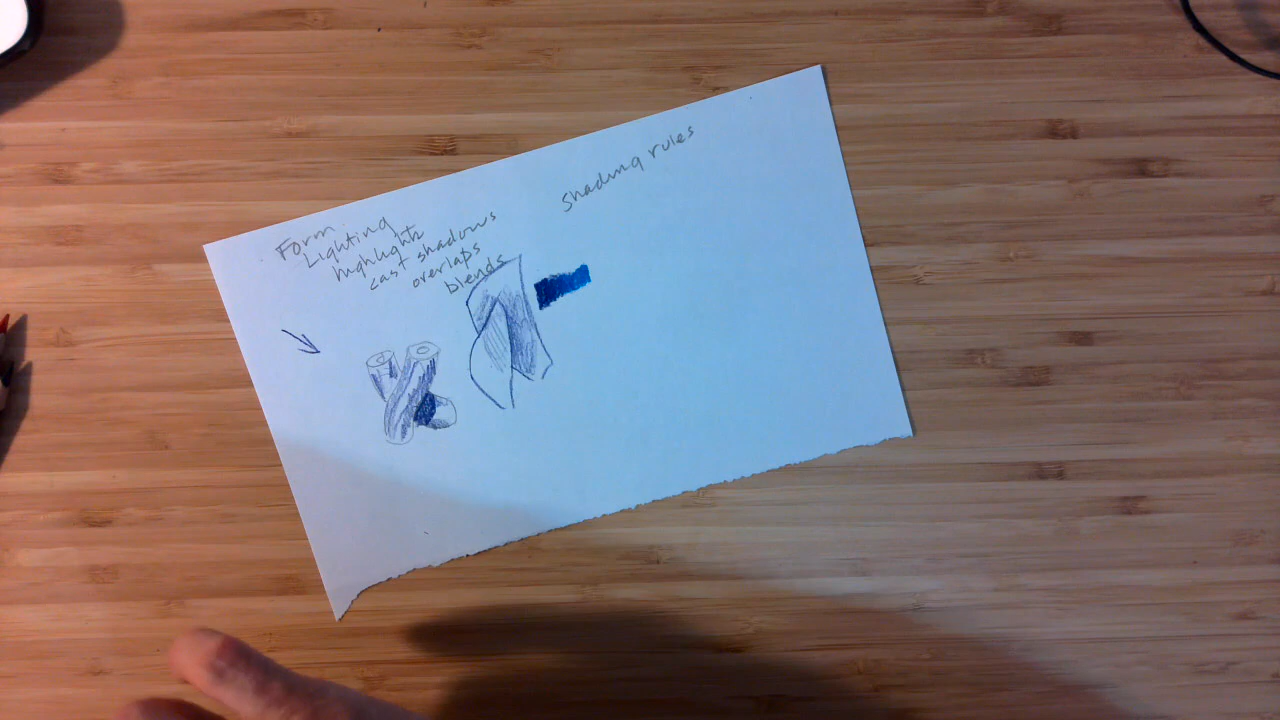 Form
Lighting
highlights
cast shadows
overlaps
blends
Shading rules